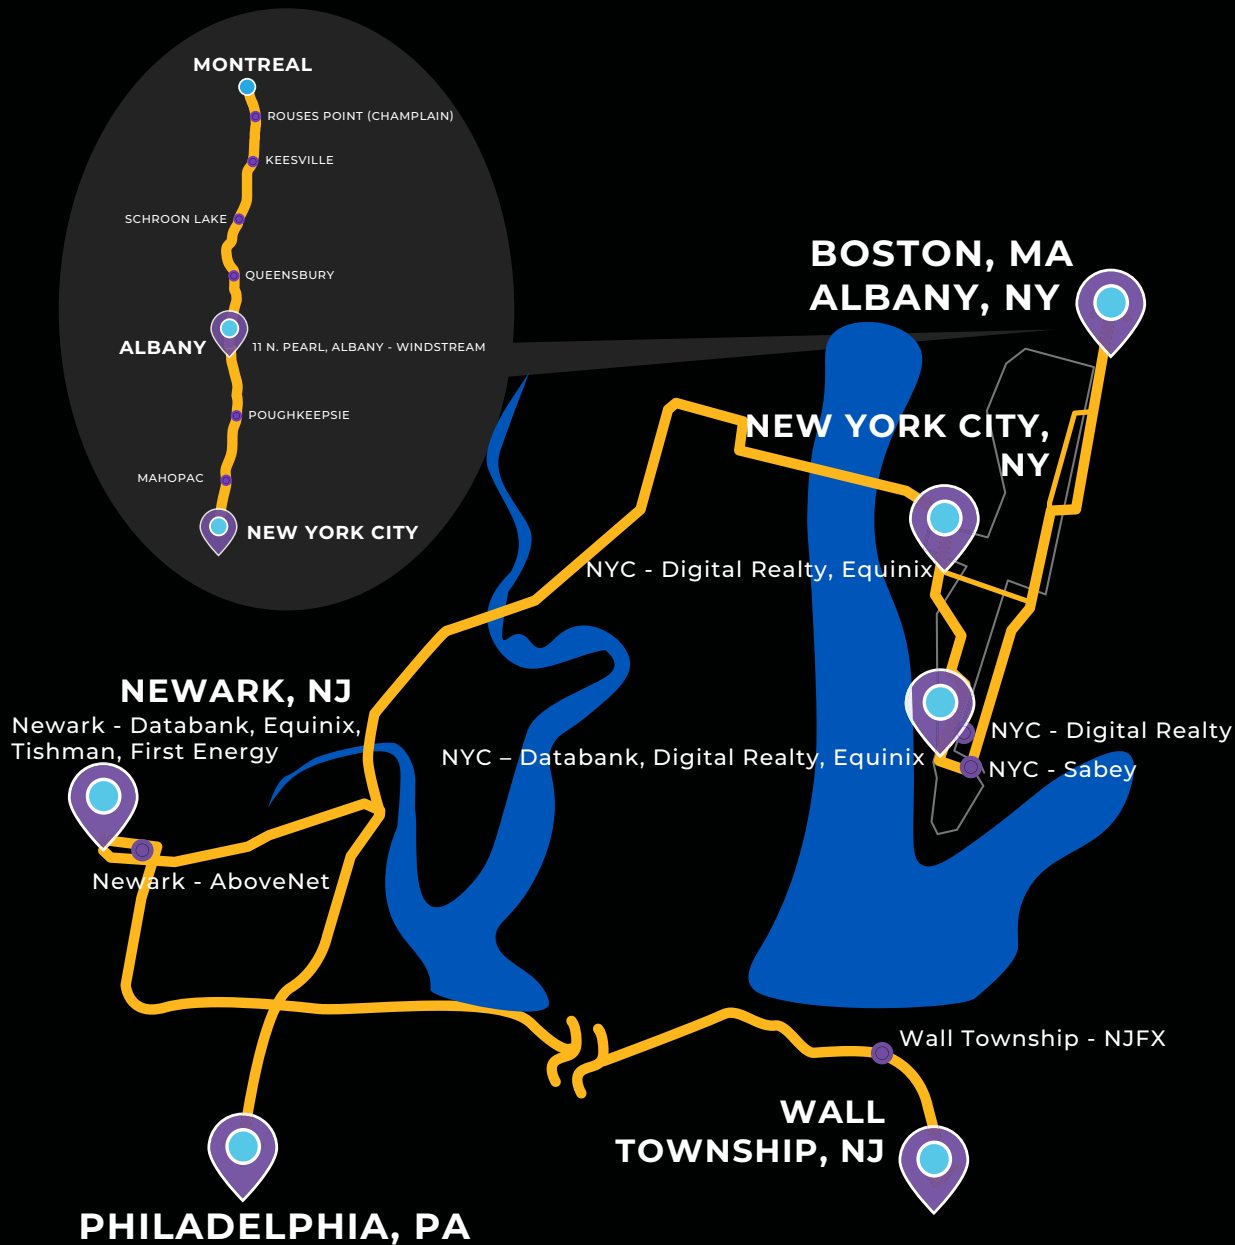 MONTREAL
ROUSES POINT (CHAMPLAIN)
KEESVILLE
SCHROON LAKE
QUEENSBURY
ALBANY
11 N. PEARL, ALBANY - WINDSTREAM
POUGHKEEPSIE
MAHOPAC
NEW YORK CITY
BOSTON, MA
ALBANY, NY
NEW YORK CITY,
NY
NYC - Digital Realty, Equinix
NEWARK, NJ
Newark - Databank, Equinix,
Tishman, First Energy
NYC – Databank, Digital Realty, Equinix
NYC - Digital Realty
NYC - Sabey
Newark - AboveNet
Wall Township - NJFX
WALL
TOWNSHIP, NJ
PHILADELPHIA, PA